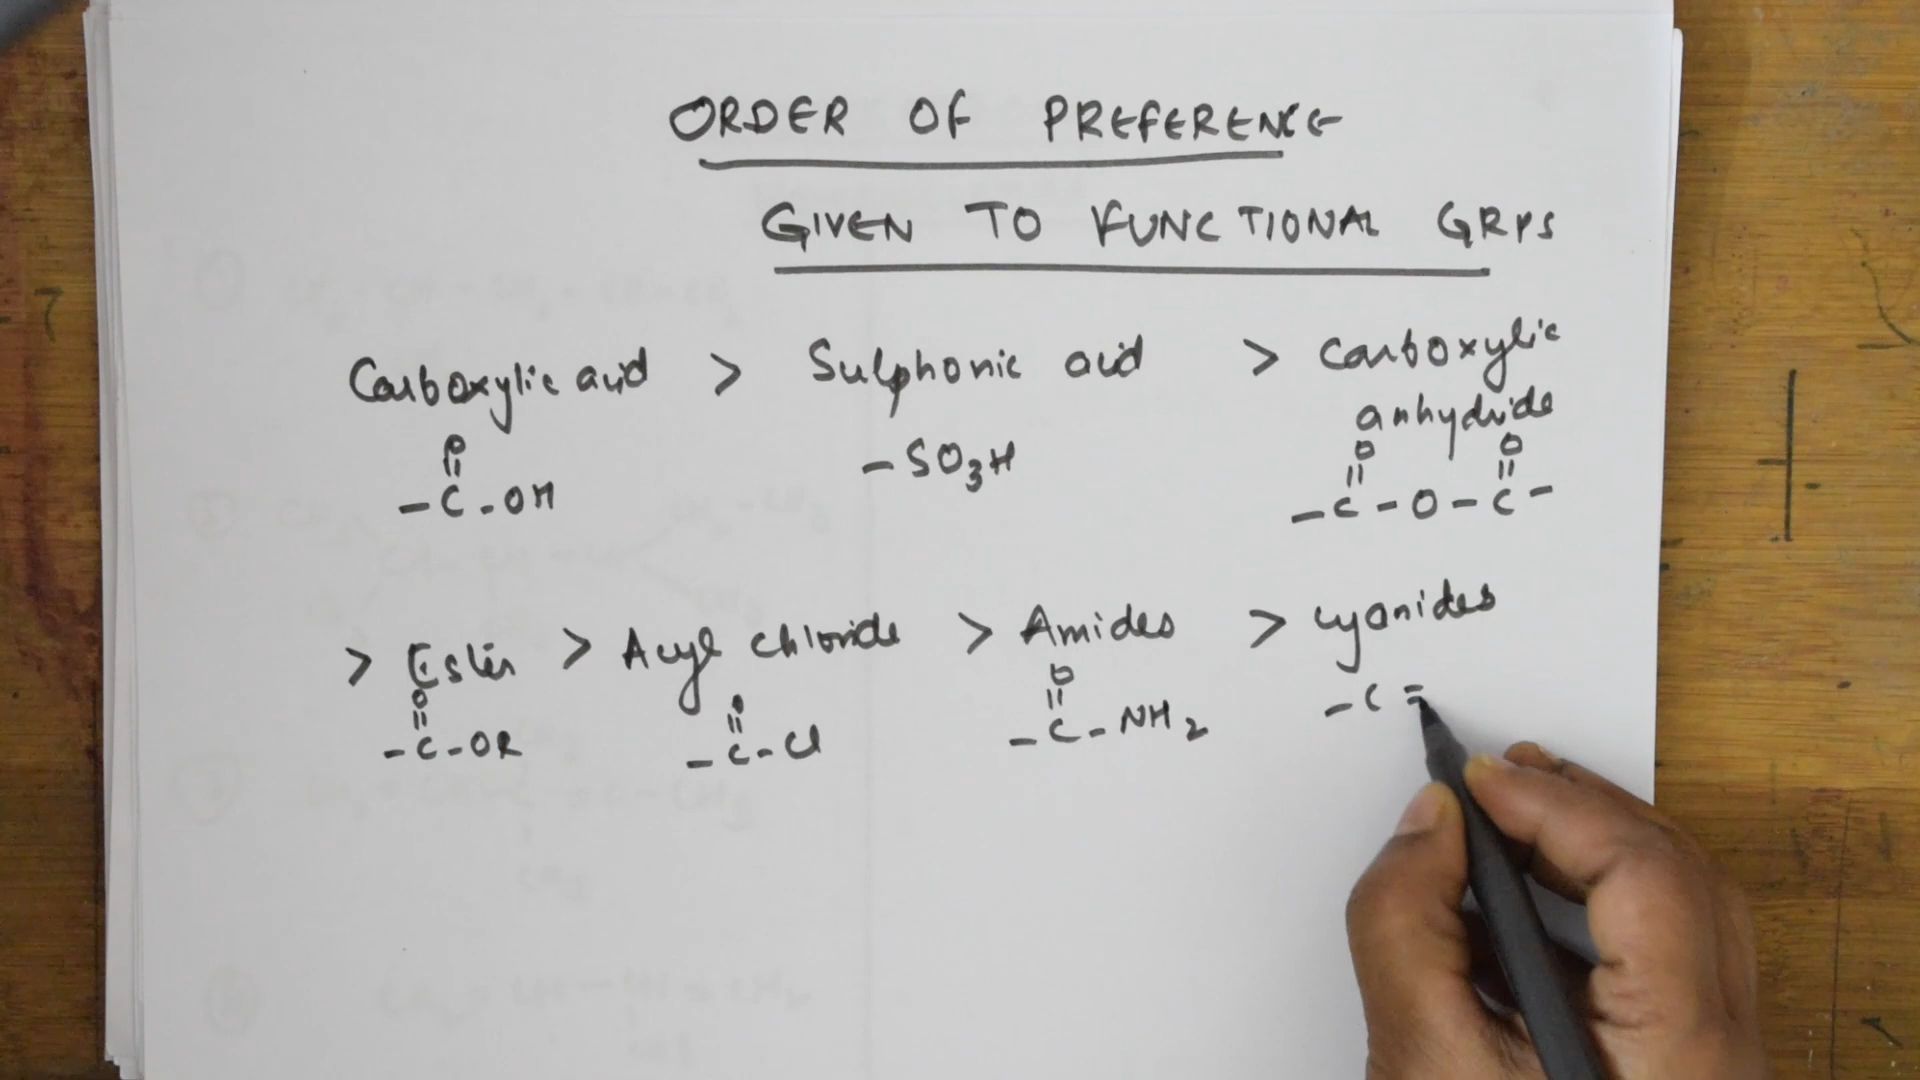 ORDER OF PREFERENCE
GIVEN TO FUNCTIONAL GRPS
Carboxylic acid > Sulphonic acid > Carboxylic
anhydride
O O O
|| || ||
-C-OH -SO3H -C-O-C-
> Ester > Acyl chloride > Amides > cyanides
O O O
|| || ||
-C-OR -C-Cl -C-NH2 -C=